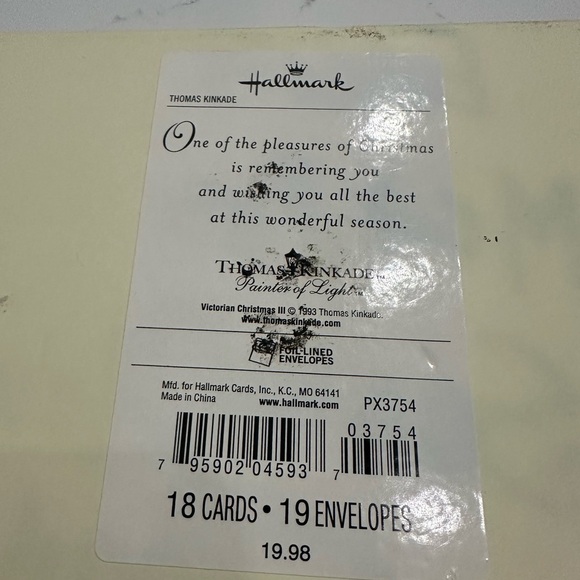 Hallmark
THOMAS KINKADE
One of the pleasures of Christmas
is remembering you
and wishing you all the best
at this wonderful season.
THOMAS KINKADE™
Painter of Light™
Victorian Christmas III © 1993 Thomas Kinkade.
www.thomaskinkade.com
FOIL-LINED
ENVELOPES
Mfd. for Hallmark Cards, Inc., K.C., MO 64141
Made in China www.hallmark.com PX3754
03754
7 95902 04593 7
18 CARDS • 19 ENVELOPES
19.98